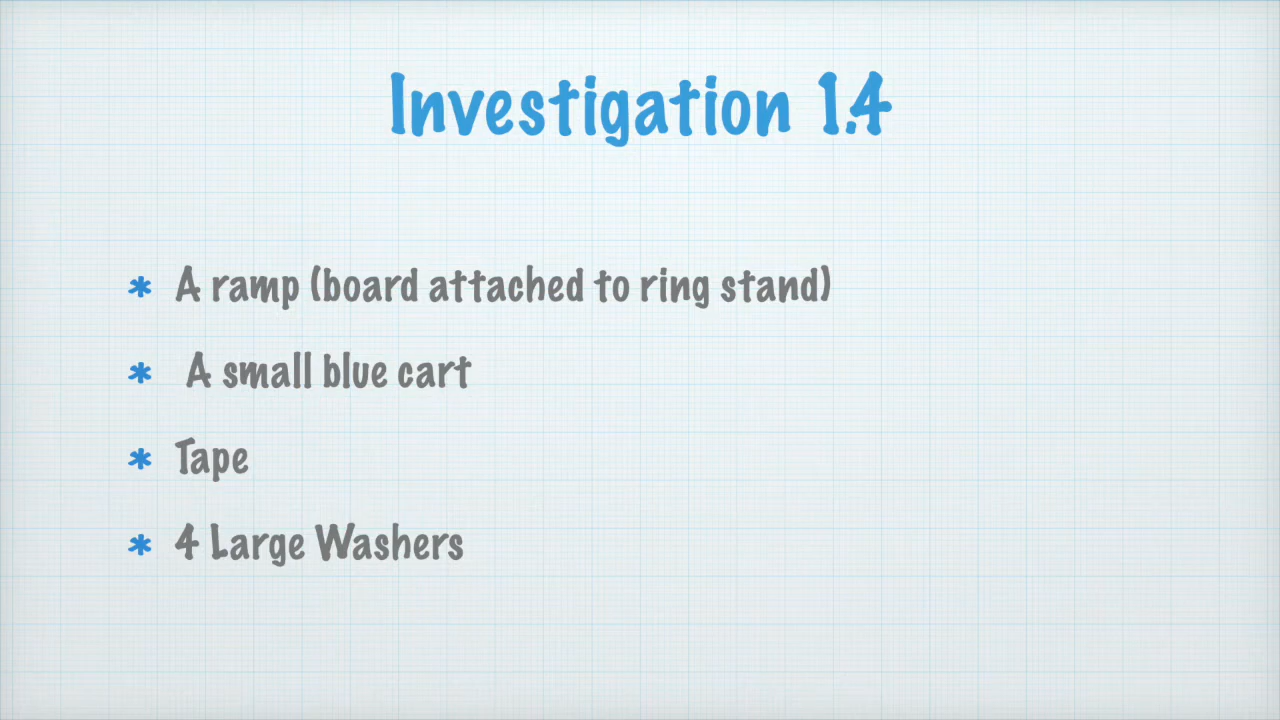 Investigation 1.4
* A ramp (board attached to ring stand)
* A small blue cart
* Tape
* 4 Large Washers